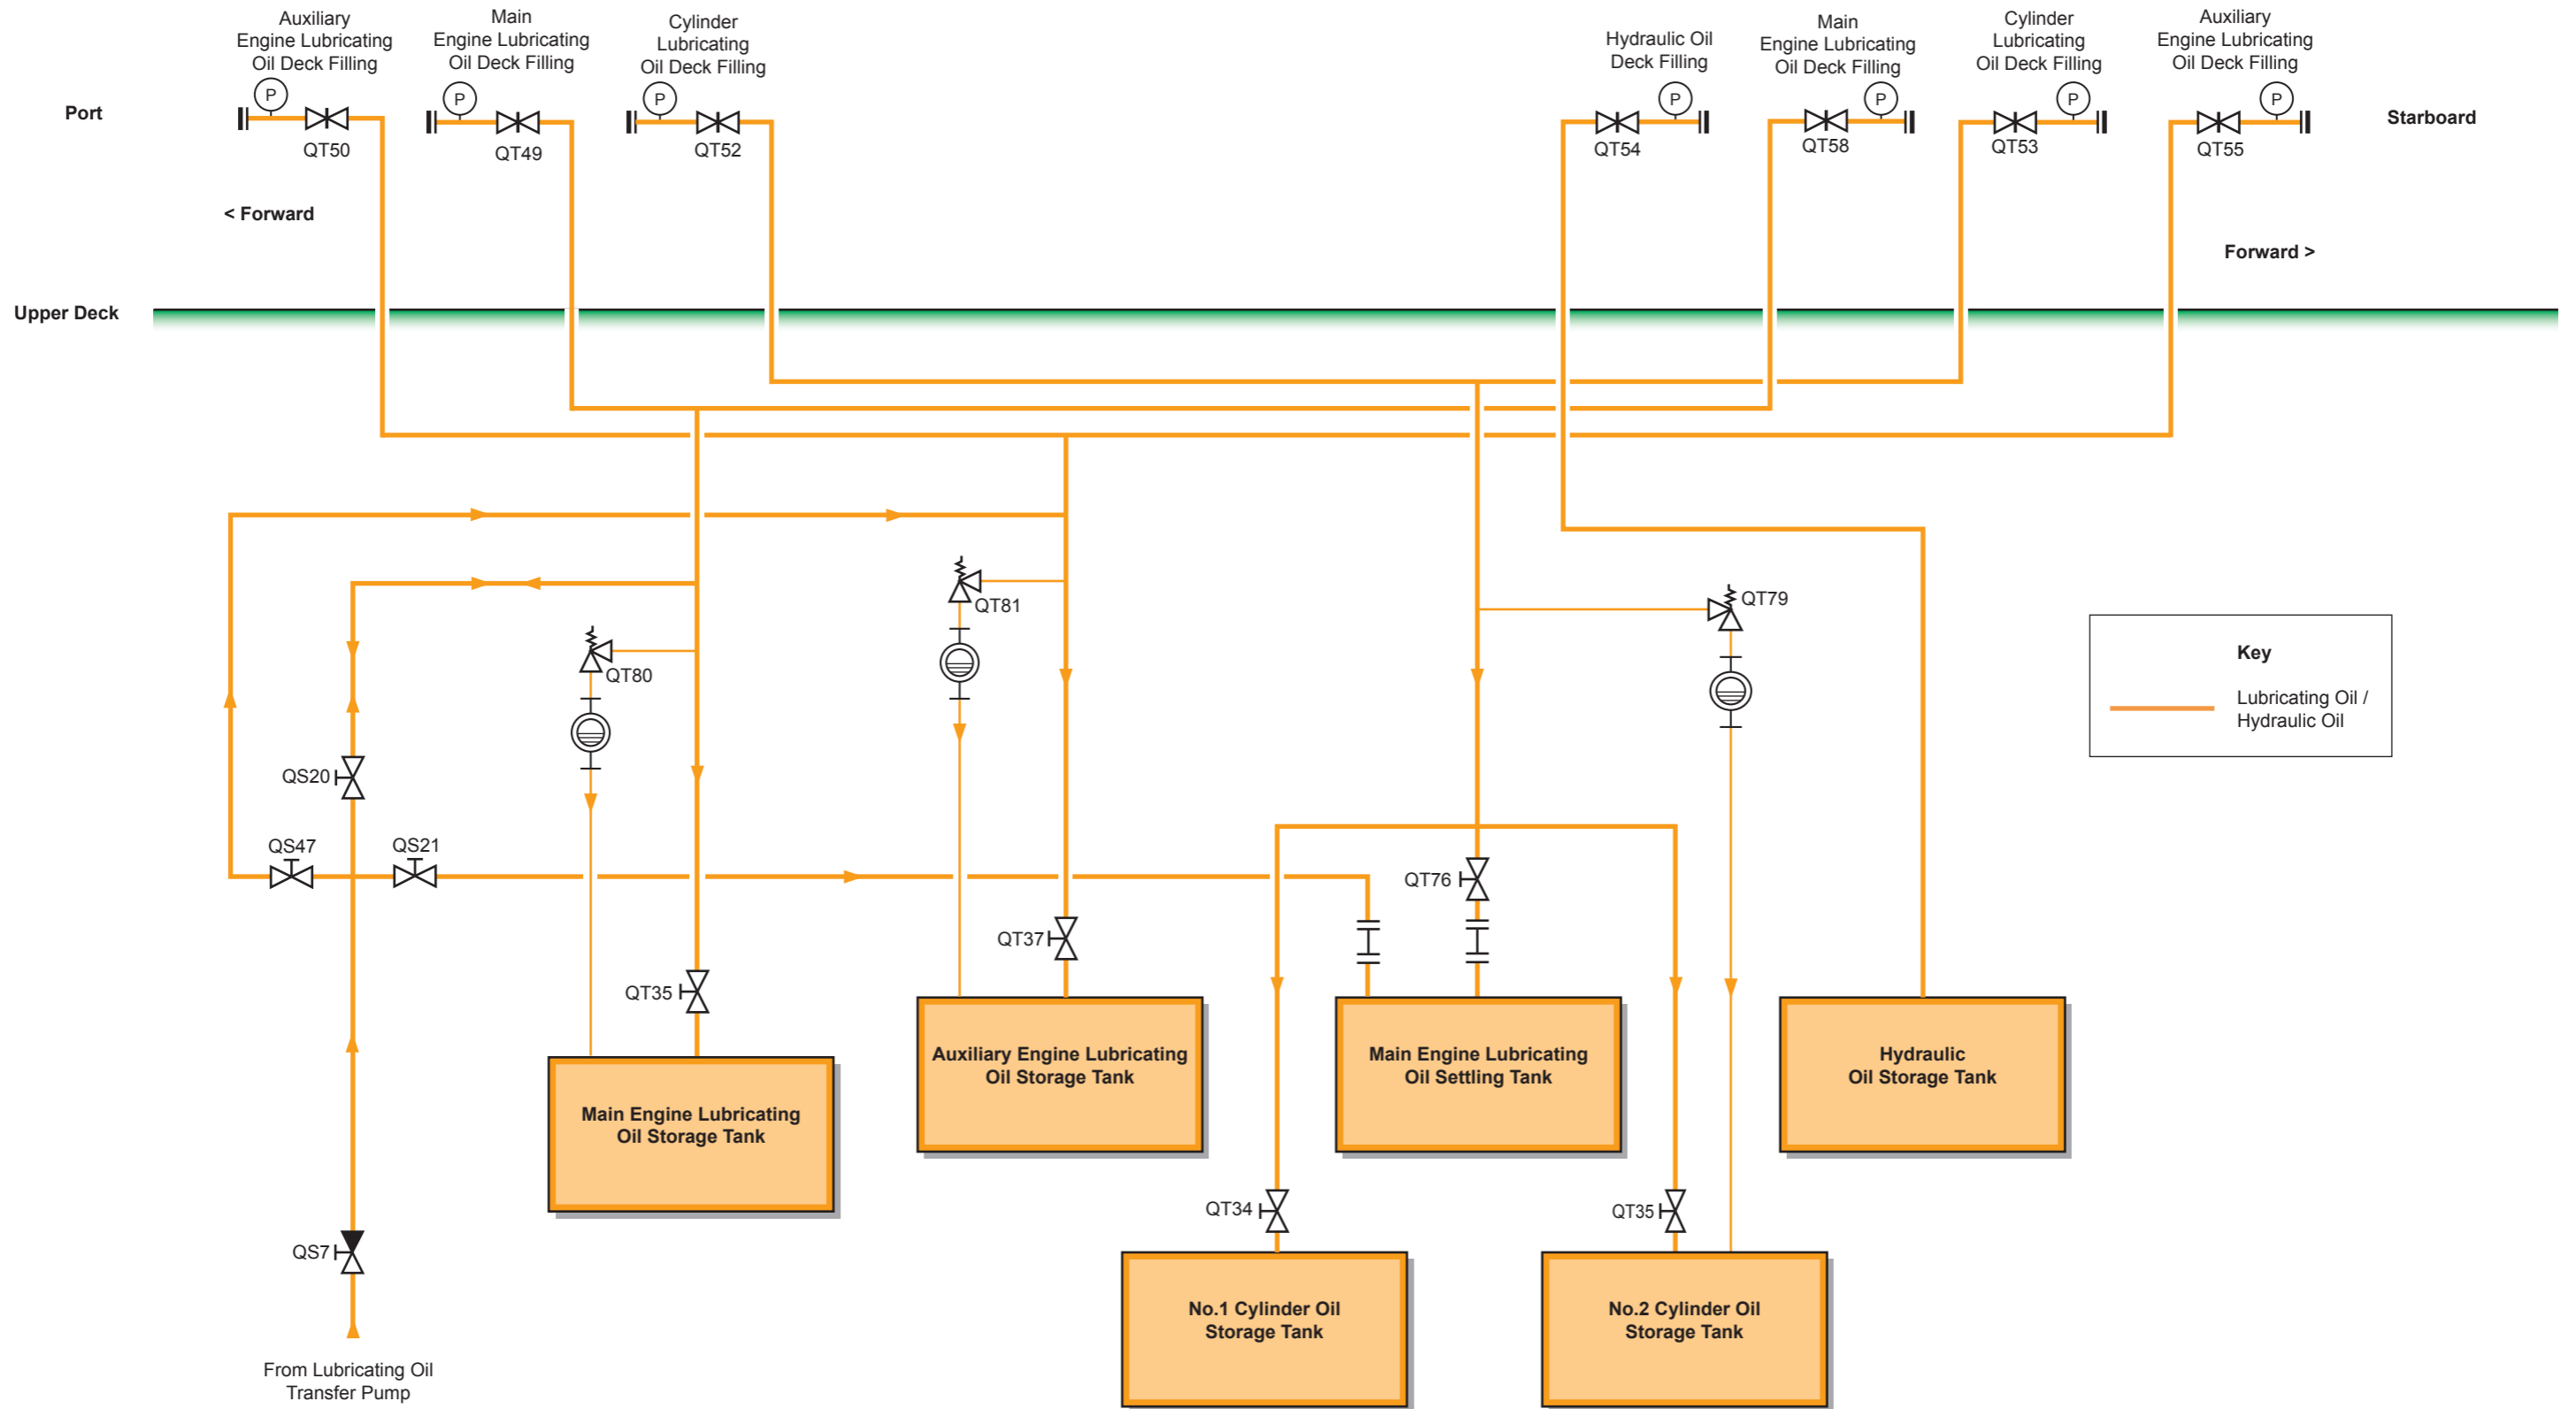 Auxiliary
Engine Lubricating
Oil Deck Filling
Main
Engine Lubricating
Oil Deck Filling
Cylinder
Lubricating
Oil Deck Filling
Hydraulic Oil
Deck Filling
Main
Engine Lubricating
Oil Deck Filling
Cylinder
Lubricating
Oil Deck Filling
Auxiliary
Engine Lubricating
Oil Deck Filling
Port
P
P
P
P
P
P
P
Starboard
QT50
QT49
QT52
QT54
QT58
QT53
QT55
< Forward
Forward >
Upper Deck
QT81
QT79
QT80
Key
Lubricating Oil /
Hydraulic Oil
QS20
QS47
QS21
QT76
QT37
QT35
Auxiliary Engine Lubricating
Oil Storage Tank
Main Engine Lubricating
Oil Settling Tank
Hydraulic
Oil Storage Tank
Main Engine Lubricating
Oil Storage Tank
QT34
QT35
QS7
No.1 Cylinder Oil
Storage Tank
No.2 Cylinder Oil
Storage Tank
From Lubricating Oil
Transfer Pump